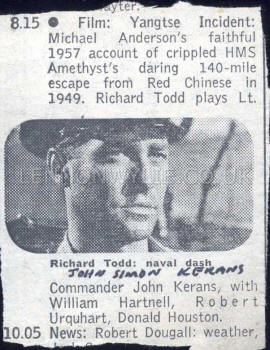 8.15 ● Film: Yangtse Incident:
Michael Anderson's faithful
1957 account of crippled HMS
Amethyst's daring 140-mile
escape from Red Chinese in
1949. Richard Todd plays Lt.
Richard Todd: naval dash
JOHN SIMON KERANS
Commander John Kerans, with
William Hartnell, Robert
Urquhart, Donald Houston.
10.05 News: Robert Dougall: weather,